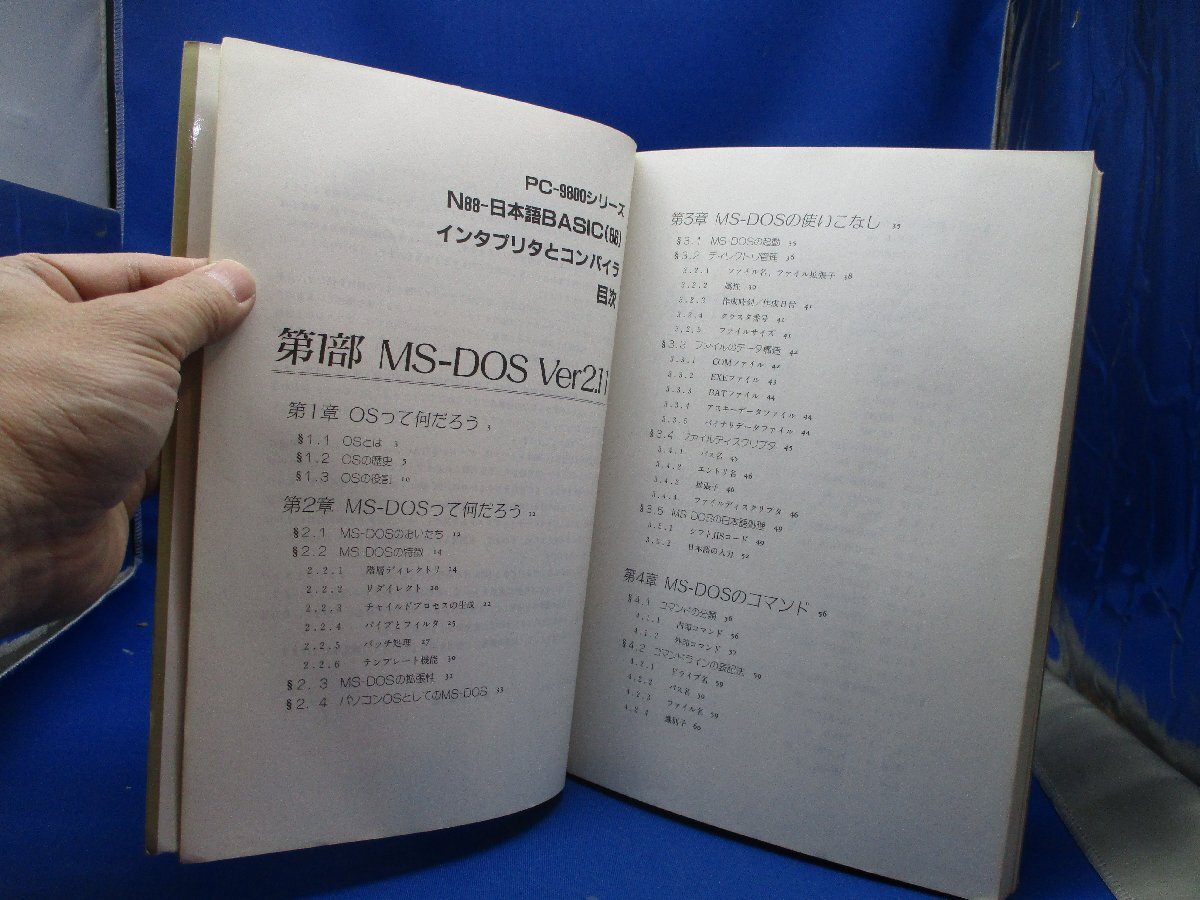 PC-9800シリーズ
N88-日本語BASIC(86)
インタプリタとコンパイラ
目次
第1部 MS-DOS Ver2.11
第1章 OSって何だろう 3
§1.1 OSとは 3
§1.2 OSの歴史 5
§1.3 OSの役割 10
第2章 MS-DOSって何だろう 12
§2.1 MS-DOSのおいたち 12
§2.2 MS-DOSの特徴 14
2.2.1 階層ディレクトリ 14
2.2.2 リダイレクト 20
2.2.3 チャイルドプロセスの生成 22
2.2.4 パイプとフィルタ 25
2.2.5 バッチ処理 27
2.2.6 テンプレート機能 30
§2.3 MS-DOSの拡張性 32
§2.4 パソコンOSとしてのMS-DOS 33
第3章 MS-DOSの使いこなし 35
§3.1 MS-DOSの起動 35
§3.2 ディレクトリ管理 36
3.2.1 ファイル名，ファイル拡張子 38
3.2.2 属性 39
3.2.3 作成時刻/作成日付 41
3.2.4 クラスタ番号 42
3.2.5 ファイルサイズ 41
§3.3 ファイルのデータ構造 42
3.3.1 COMファイル 42
3.3.2 EXEファイル 43
3.3.3 BATファイル 44
3.3.4 アスキーデータファイル 44
3.3.5 バイナリデータファイル 44
§3.4 ファイルディスクリプタ 45
3.4.1 パス名 45
3.4.2 エントリ名 46
3.4.2 拡張子 46
3.4.4 ファイルディスクリプタ 46
§3.5 MS-DOSの日本語処理 49
3.5.1 シフトJISコード 49
3.5.2 日本語の入力 52
第4章 MS-DOSのコマンド 56
§4.1 コマンドの分類 56
4.1.1 内部コマンド 56
4.1.2 外部コマンド 57
§4.2 コマンドラインの表記法 59
4.2.1 ドライブ名 59
4.2.2 パス名 59
4.2.3 ファイル名 59
4.2.4 識別子 60